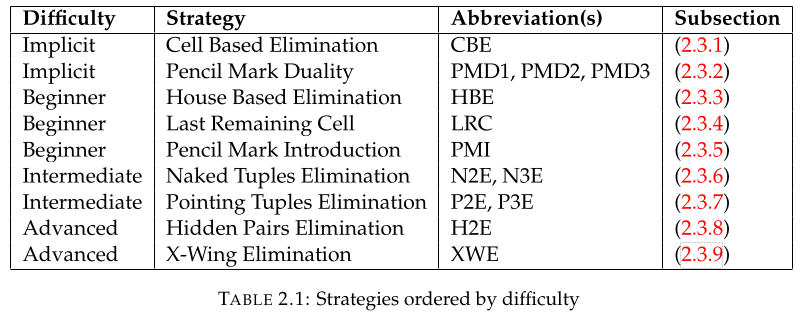 Difficulty Strategy Abbreviation(s) Subsection
Implicit Cell Based Elimination CBE (2.3.1)
Implicit Pencil Mark Duality PMD1, PMD2, PMD3 (2.3.2)
Beginner House Based Elimination HBE (2.3.3)
Beginner Last Remaining Cell LRC (2.3.4)
Beginner Pencil Mark Introduction PMI (2.3.5)
Intermediate Naked Tuples Elimination N2E, N3E (2.3.6)
Intermediate Pointing Tuples Elimination P2E, P3E (2.3.7)
Advanced Hidden Pairs Elimination H2E (2.3.8)
Advanced X-Wing Elimination XWE (2.3.9)
TABLE 2.1: Strategies ordered by difficulty